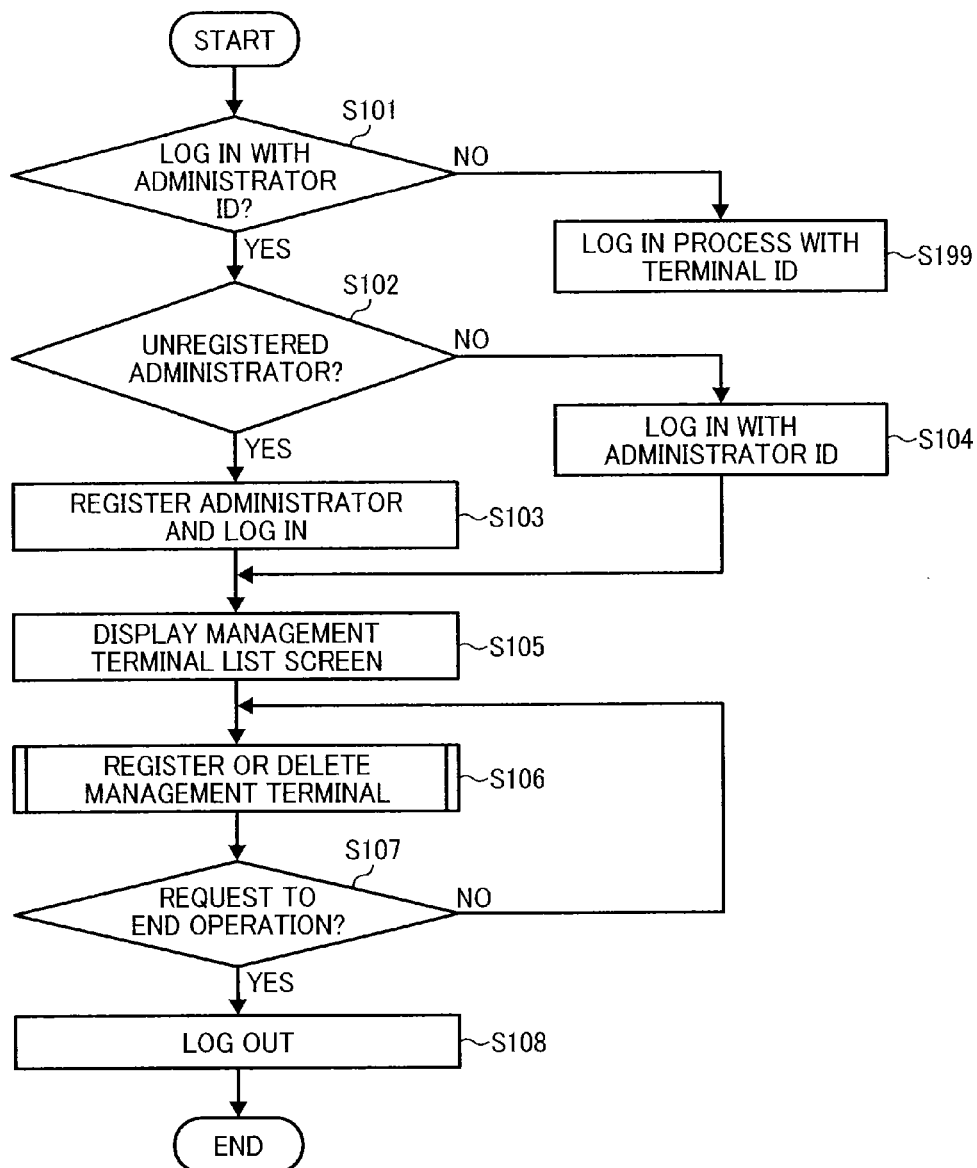 START
S101
LOG IN WITH
ADMINISTRATOR
ID?
NO
YES
LOG IN PROCESS WITH
TERMINAL ID
S199
S102
UNREGISTERED
ADMINISTRATOR?
NO
YES
LOG IN WITH
ADMINISTRATOR ID
S104
REGISTER ADMINISTRATOR
AND LOG IN
S103
DISPLAY MANAGEMENT
TERMINAL LIST SCREEN
S105
REGISTER OR DELETE
MANAGEMENT TERMINAL
S106
S107
REQUEST TO
END OPERATION?
NO
YES
LOG OUT
S108
END